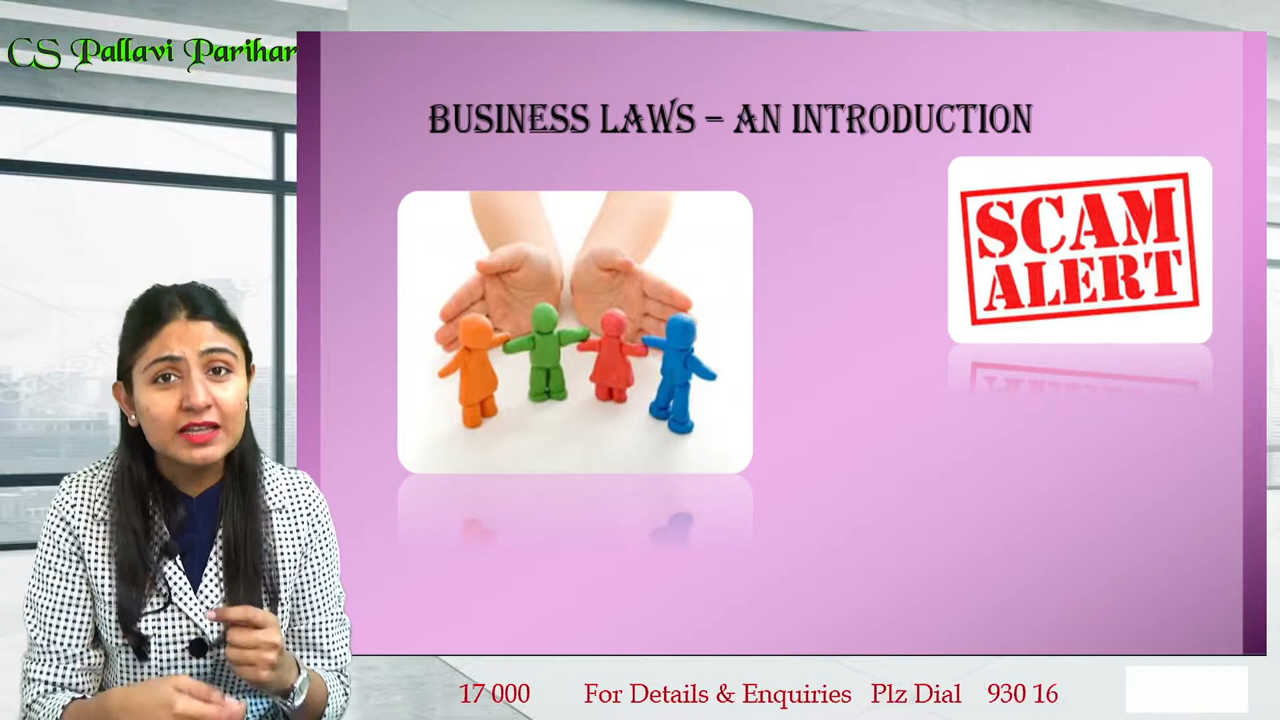 CS Pallavi Parihar
BUSINESS LAWS – AN INTRODUCTION
SCAM
ALERT
17 000 For Details & Enquiries Plz Dial 930 16